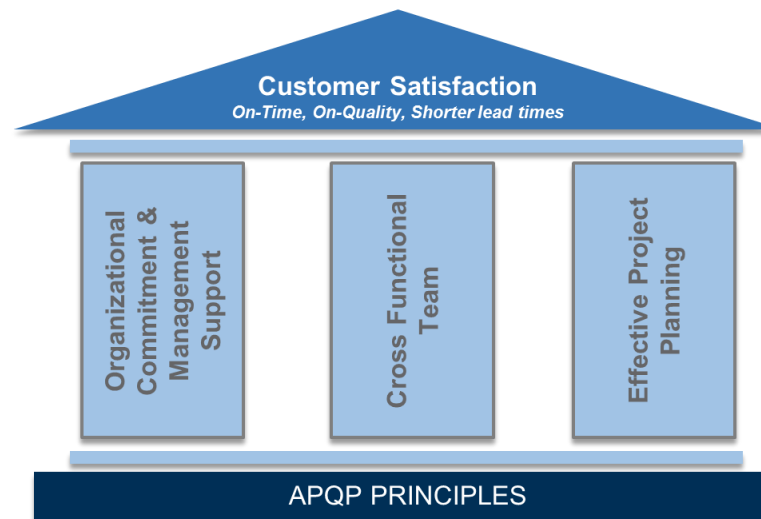 Customer Satisfaction
On-Time, On-Quality, Shorter lead times
Organizational
Commitment &
Management
Support
Cross Functional
Team
Effective Project
Planning
APQP PRINCIPLES